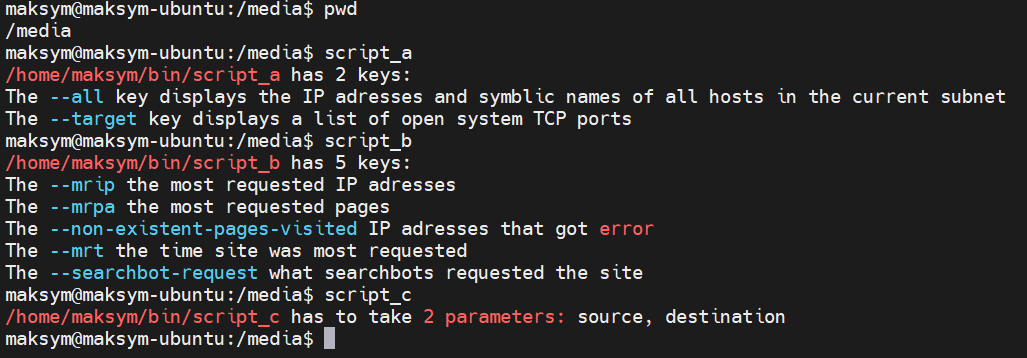 maksym@maksym-ubuntu:/media$ pwd
/media
maksym@maksym-ubuntu:/media$ script_a
/home/maksym/bin/script_a has 2 keys:
The --all key displays the IP adresses and symblic names of all hosts in the current subnet
The --target key displays a list of open system TCP ports
maksym@maksym-ubuntu:/media$ script_b
/home/maksym/bin/script_b has 5 keys:
The --mrip the most requested IP adresses
The --mrpa the most requested pages
The --non-existent-pages-visited IP adresses that got error
The --mrt the time site was most requested
The --searchbot-request what searchbots requested the site
maksym@maksym-ubuntu:/media$ script_c
/home/maksym/bin/script_c has to take 2 parameters: source, destination
maksym@maksym-ubuntu:/media$